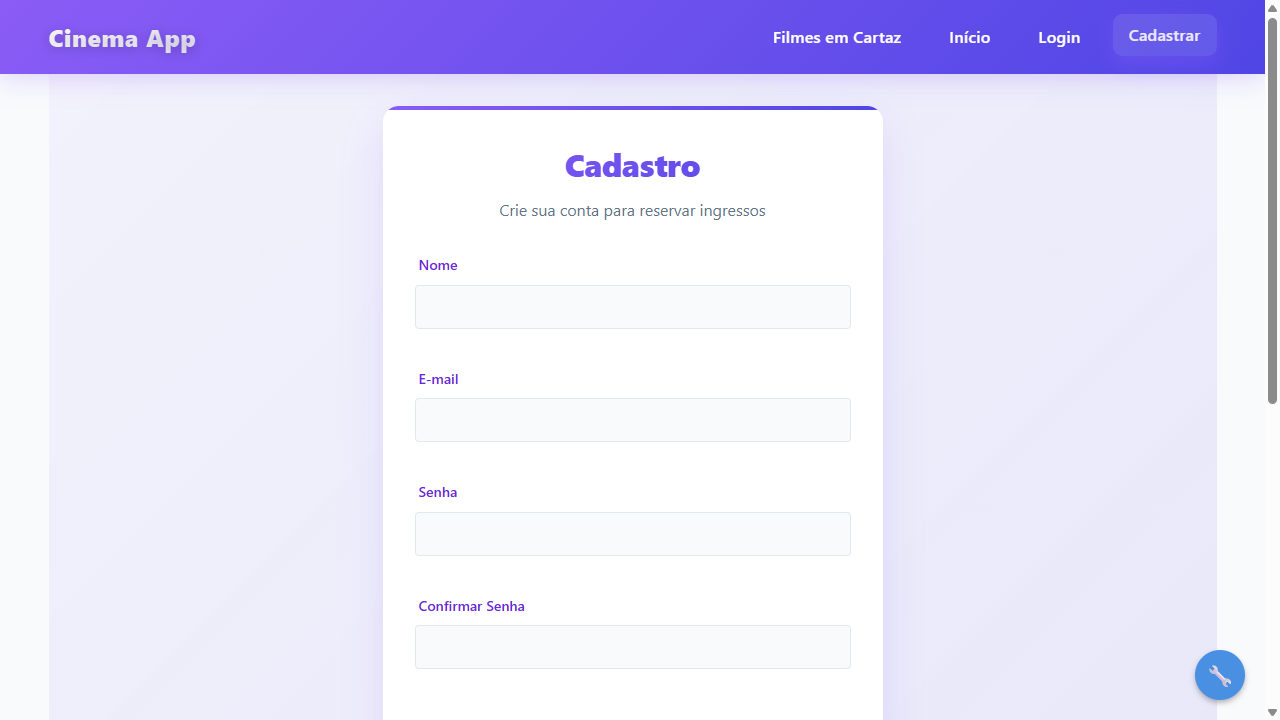 Cinema App
Filmes em Cartaz
Início
Login
Cadastrar
Cadastro
Crie sua conta para reservar ingressos
Nome
E-mail
Senha
Confirmar Senha